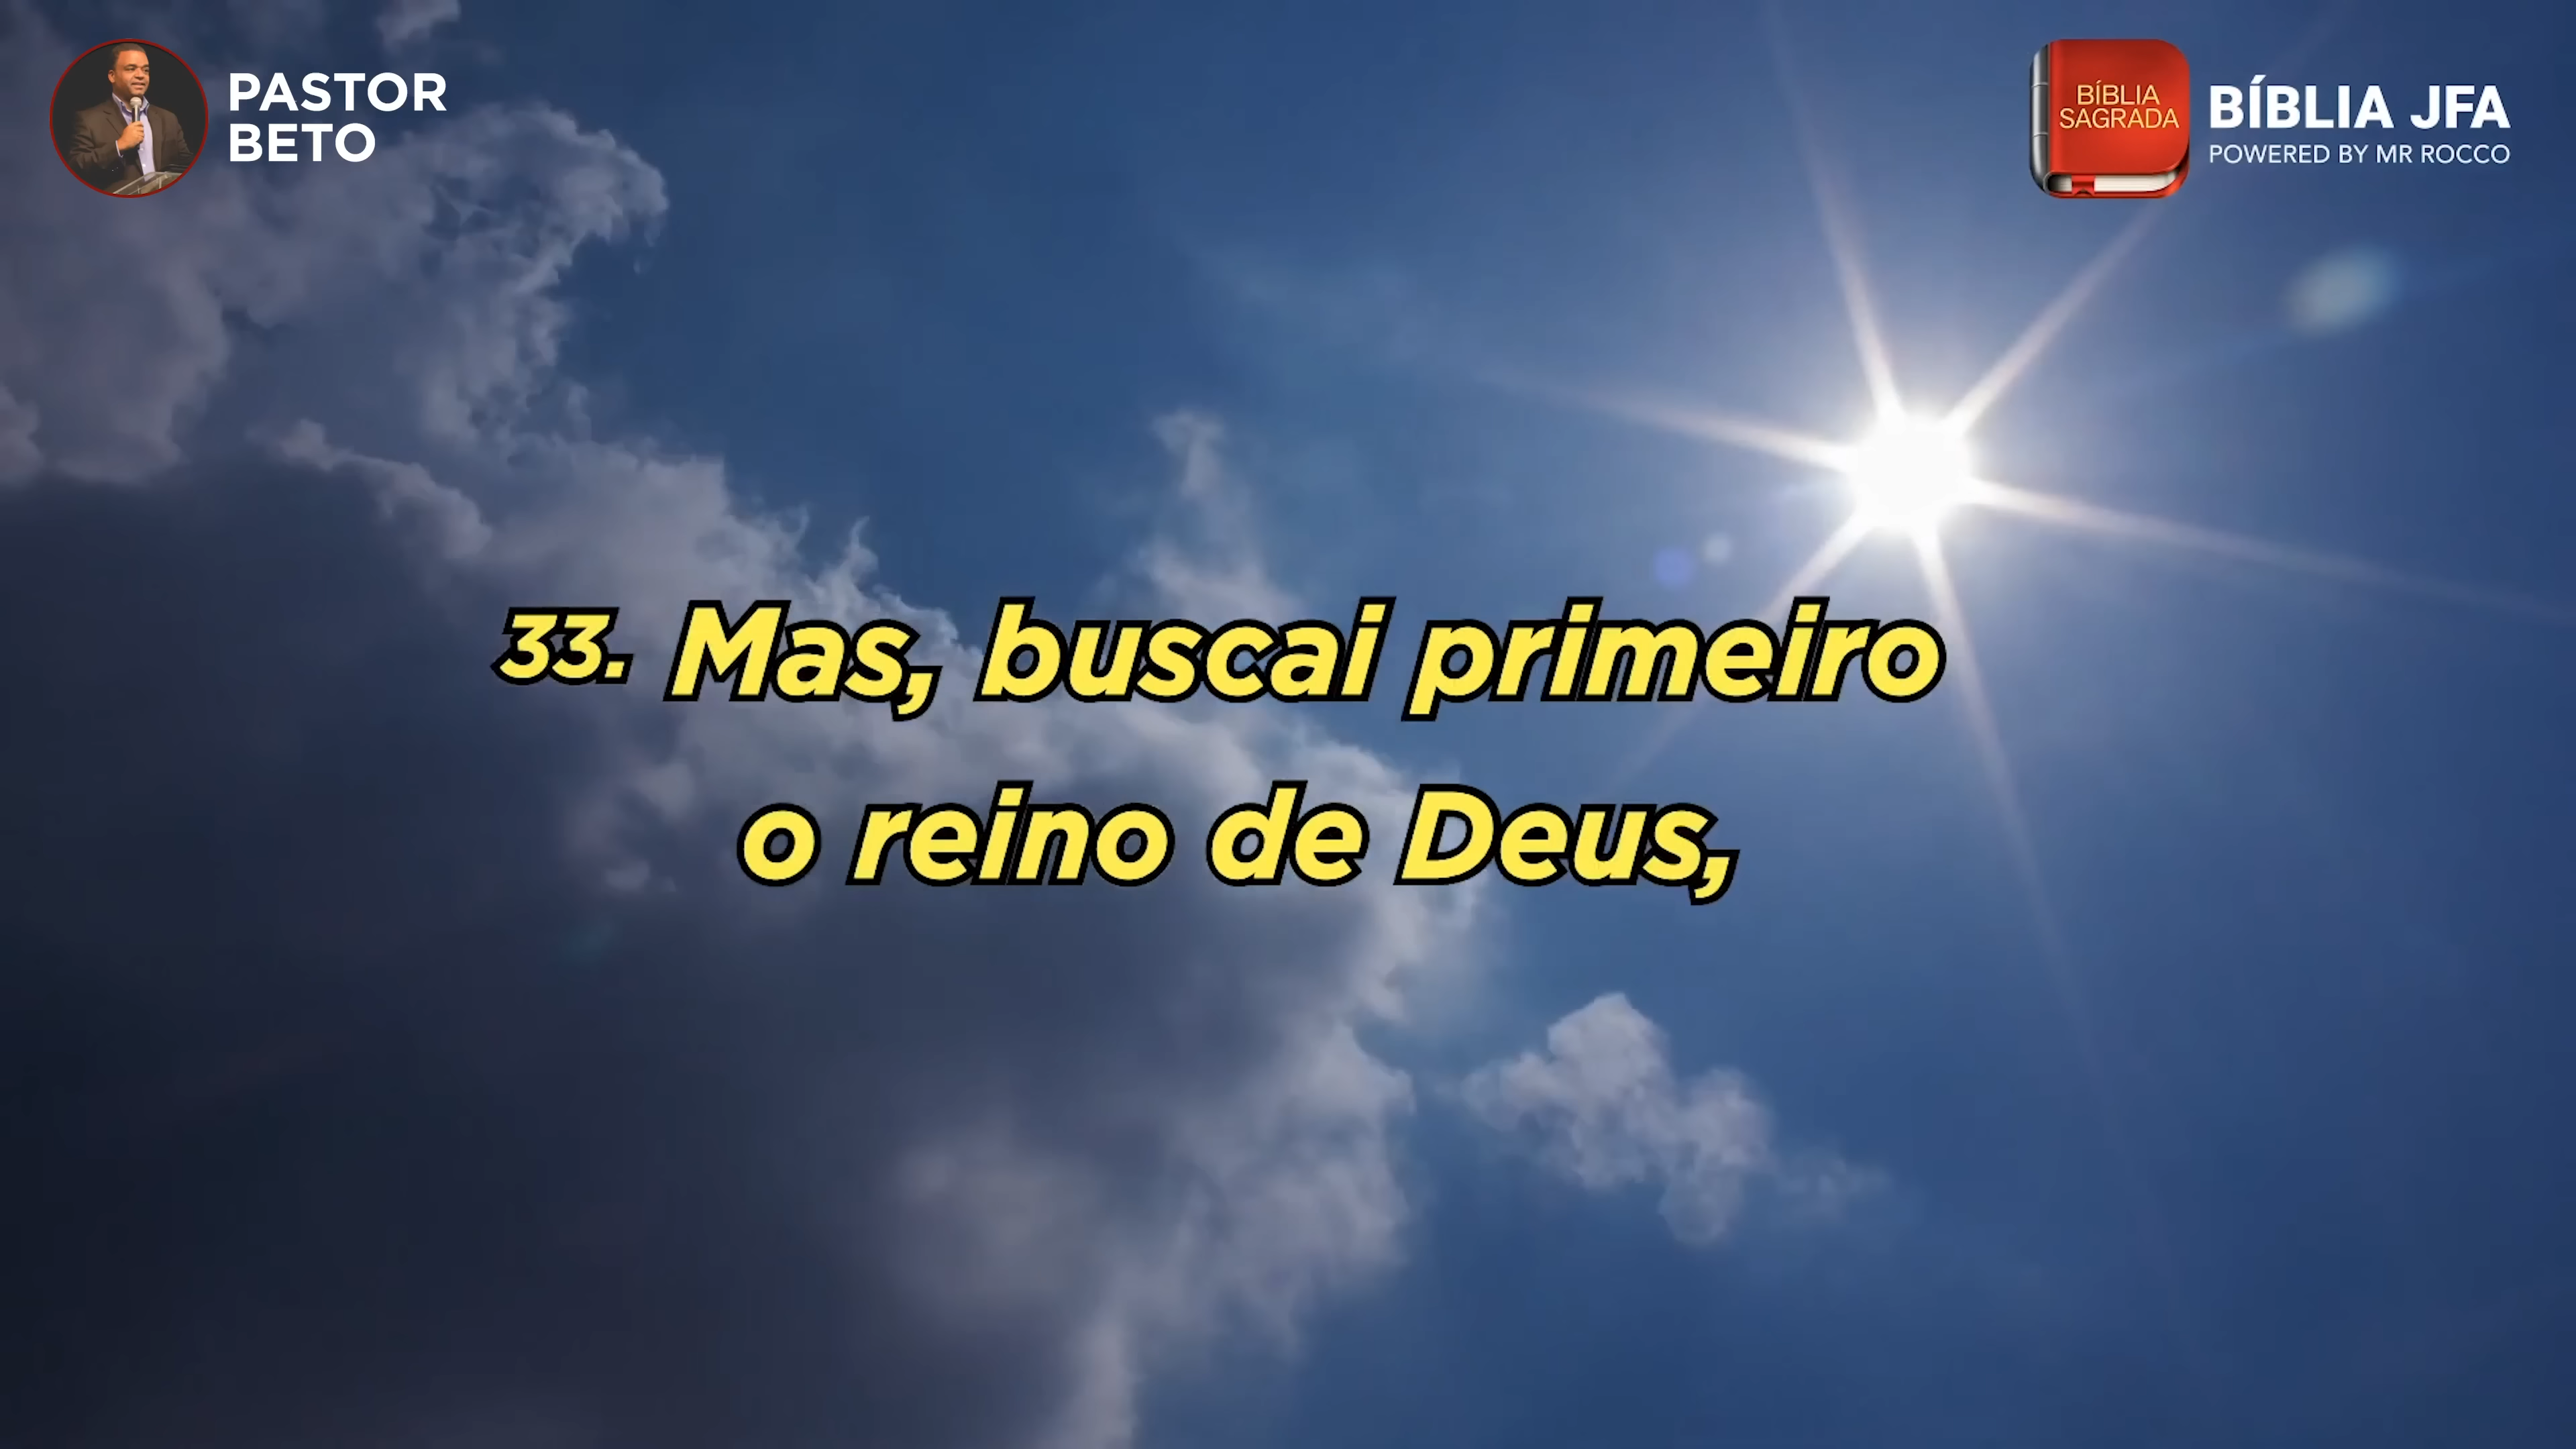 PASTOR
BETO
BÍBLIA
SAGRADA
BÍBLIA JFA
POWERED BY MR ROCCO
33. Mas, buscai primeiro
o reino de Deus,